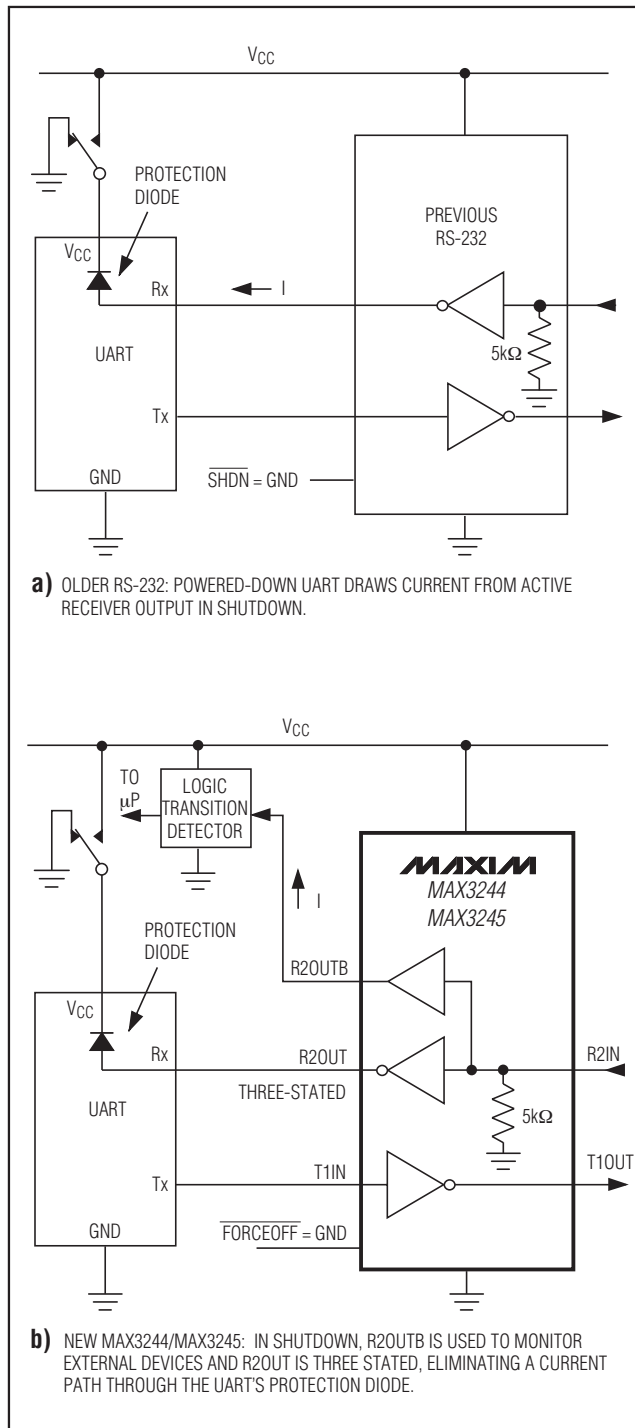 VCC
PROTECTION
DIODE
PREVIOUS
RS-232
VCC
Rx
I
UART
5kΩ
Tx
GND
SHDN = GND
a) OLDER RS-232: POWERED-DOWN UART DRAWS CURRENT FROM ACTIVE
RECEIVER OUTPUT IN SHUTDOWN.
VCC
TO
µP
LOGIC
TRANSITION
DETECTOR
MAXIM
MAX3244
MAX3245
I
PROTECTION
DIODE
R2OUTB
VCC
Rx
R2OUT
R2IN
THREE-STATED
UART
5kΩ
Tx
T1IN
T1OUT
GND
FORCEOFF = GND
b) NEW MAX3244/MAX3245: IN SHUTDOWN, R2OUTB IS USED TO MONITOR
EXTERNAL DEVICES AND R2OUT IS THREE STATED, ELIMINATING A CURRENT
PATH THROUGH THE UART'S PROTECTION DIODE.